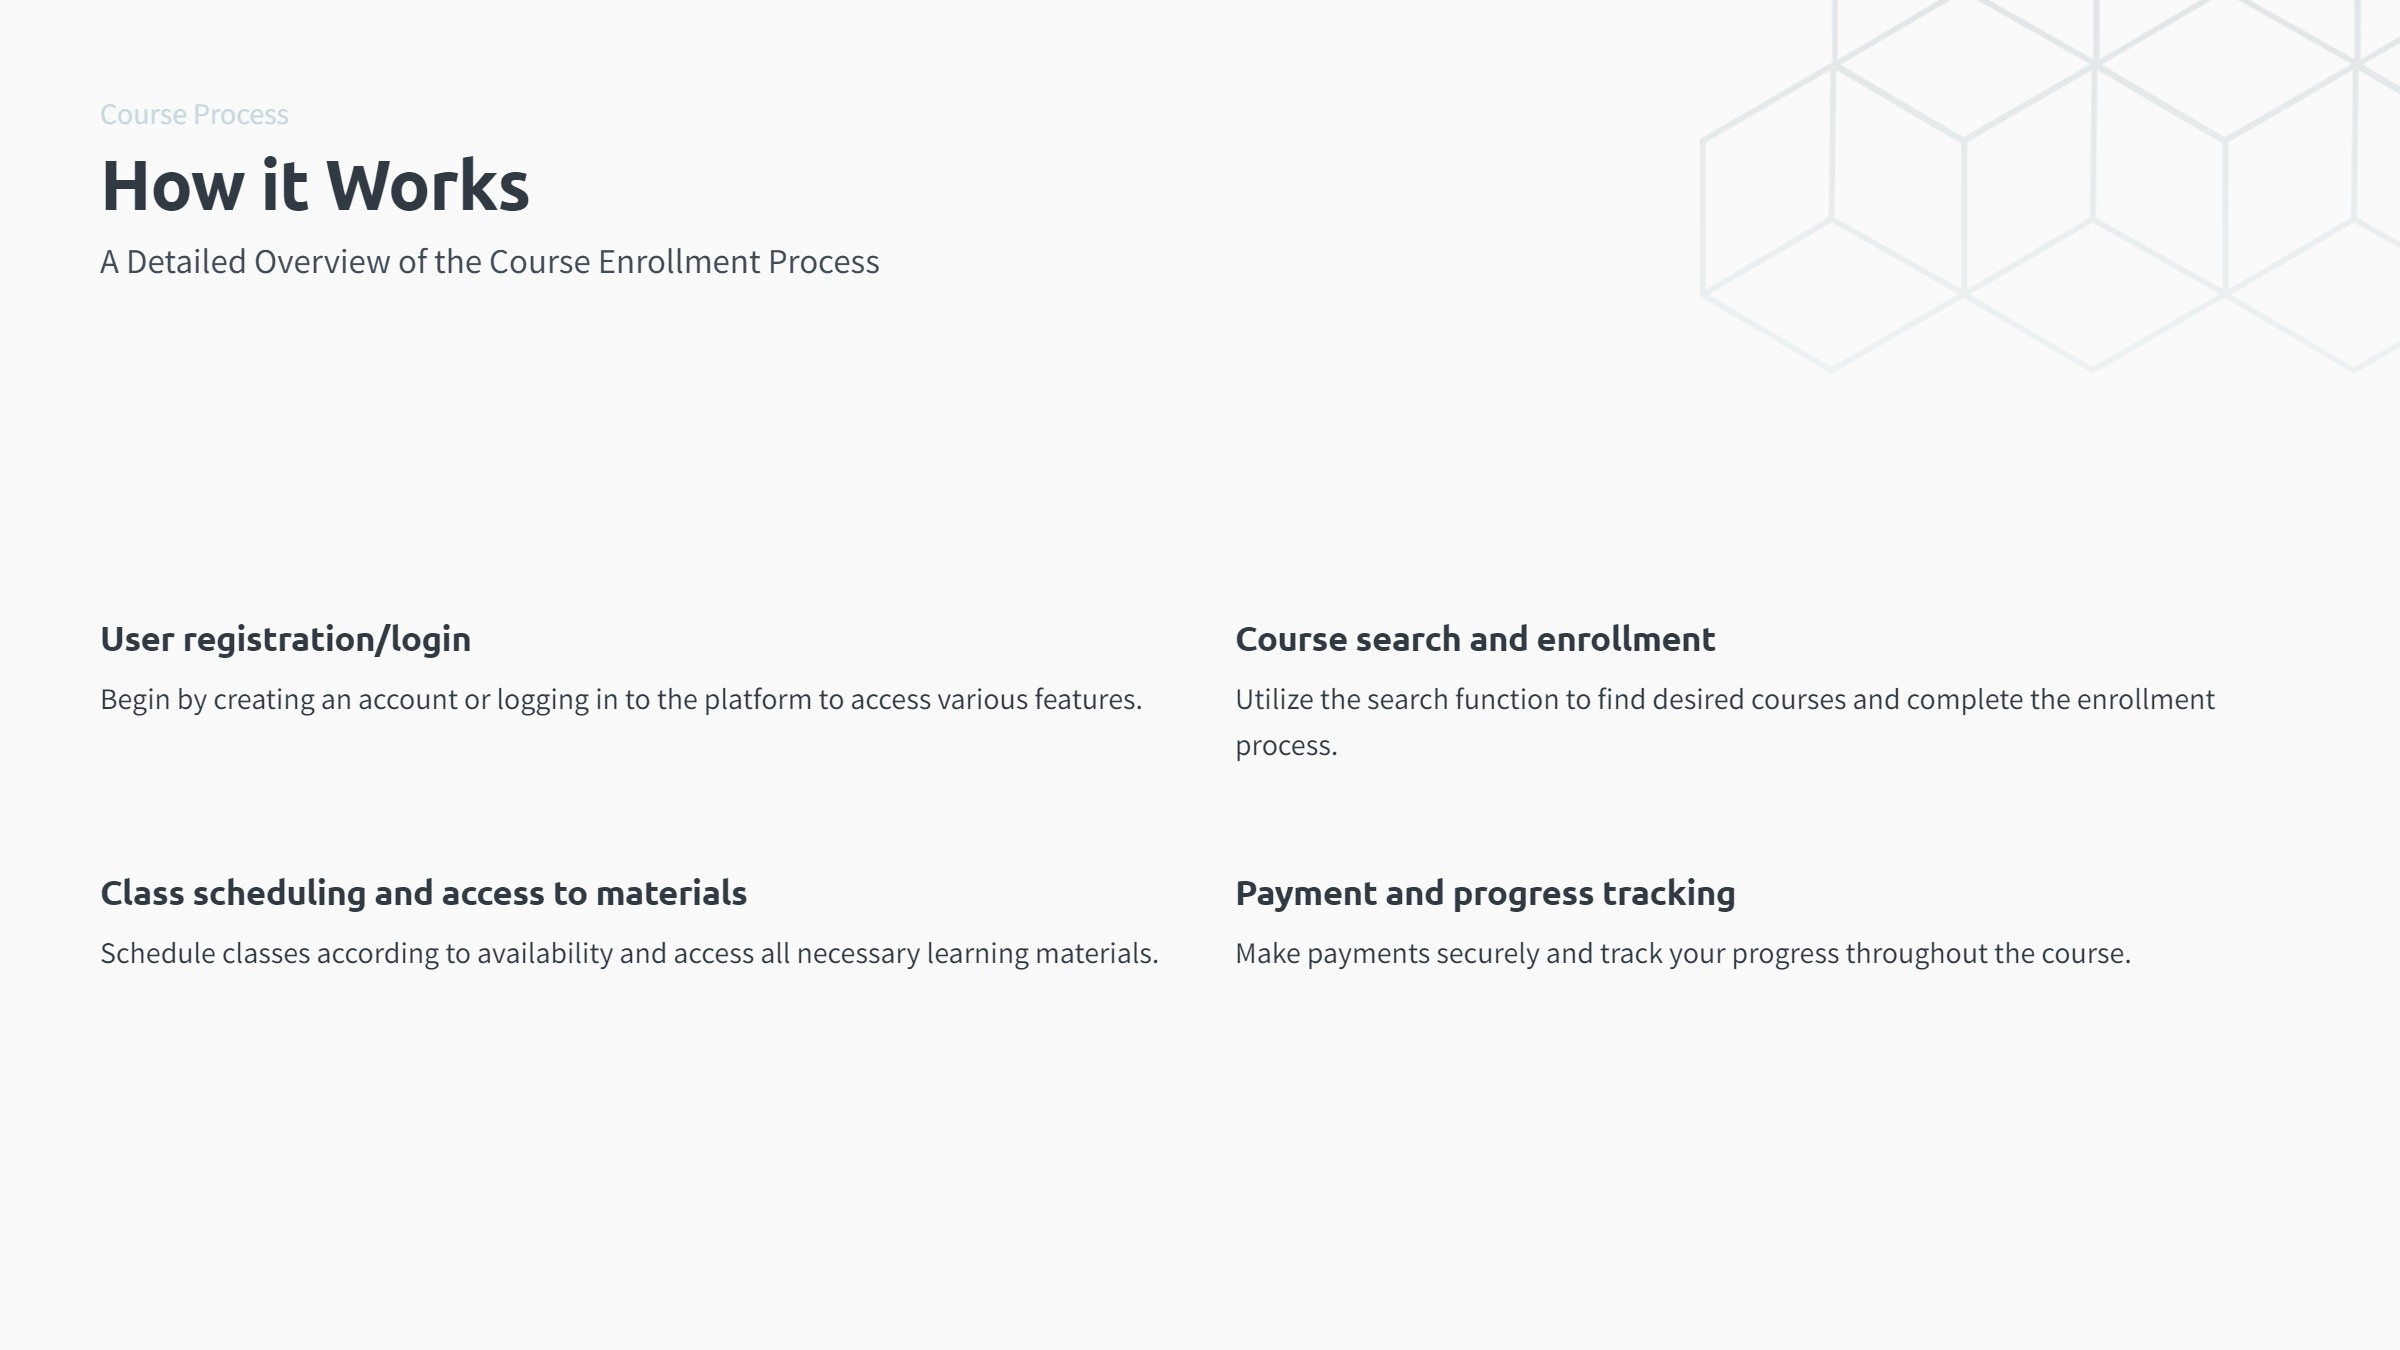 Course Process
How it Works
A Detailed Overview of the Course Enrollment Process
User registration/login
Begin by creating an account or logging in to the platform to access various features.
Course search and enrollment
Utilize the search function to find desired courses and complete the enrollment
process.
Class scheduling and access to materials
Schedule classes according to availability and access all necessary learning materials.
Payment and progress tracking
Make payments securely and track your progress throughout the course.